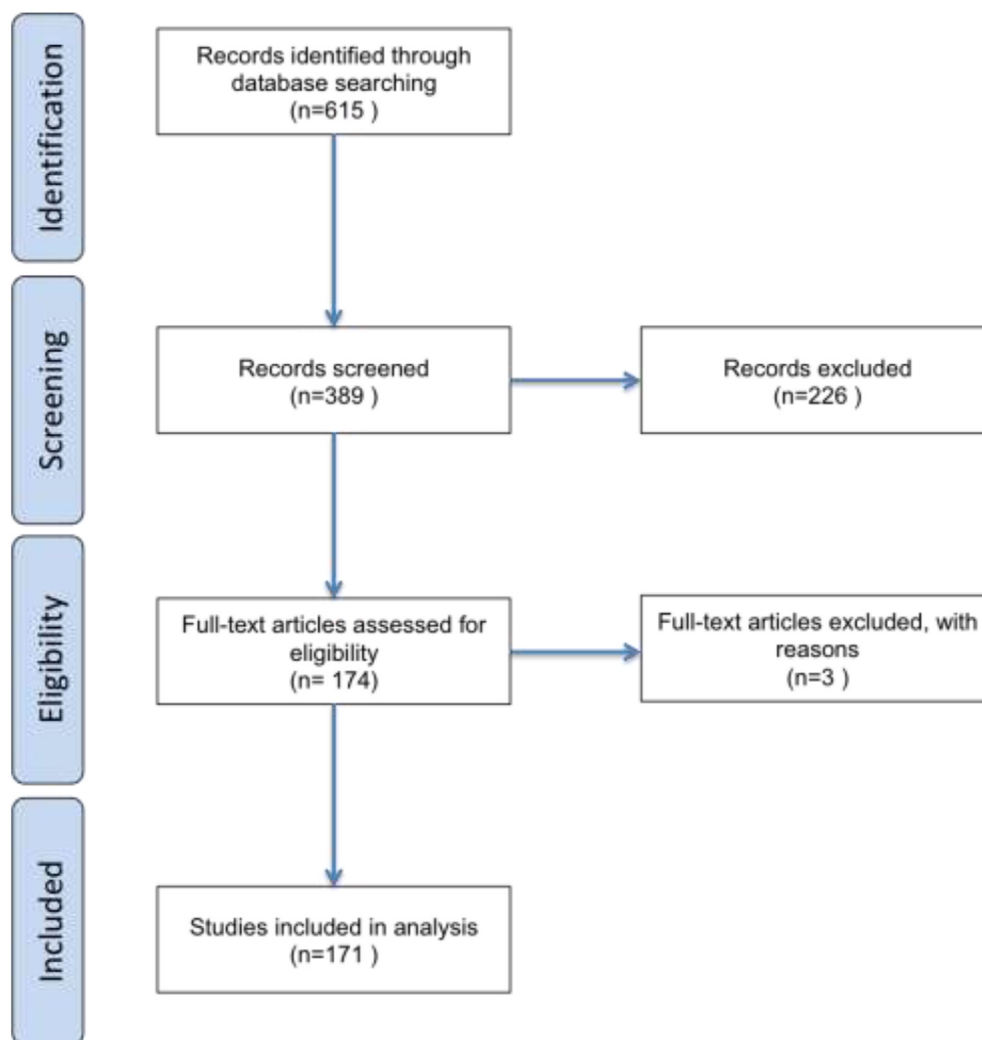 Identification
Records identified through
database searching
(n=615 )
Screening
Records screened
(n=389 )
Records excluded
(n=226 )
Eligibility
Full-text articles assessed for
eligibility
(n= 174)
Full-text articles excluded, with
reasons
(n=3 )
Included
Studies included in analysis
(n=171 )